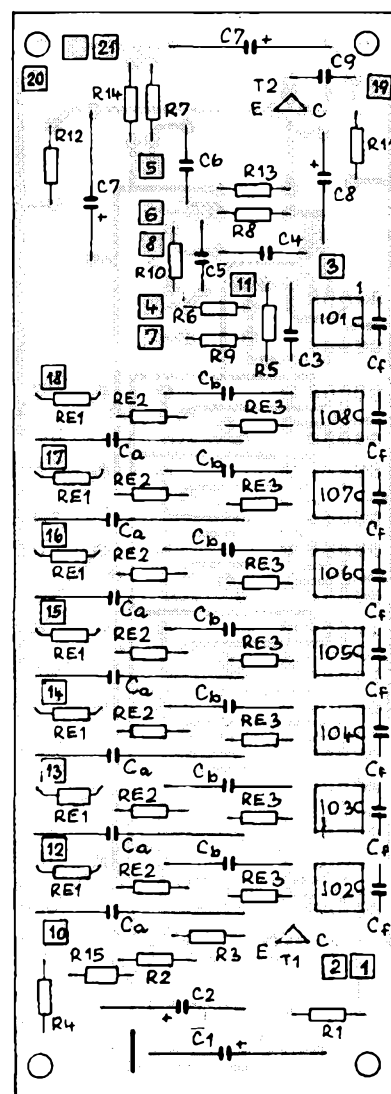 C7 +
21
20
C9
19
T2
E C
R14
R7
R12
R11
C7
+
5
C6
R13
+
C8
6
R8
8
R10
C5
C4
3
11
4
R6
1
101
7
R9
R5
C3
Cf
18
RE1
RE2
Cb
RE3
108
Cf
Ca
17
RE1
RE2
Cb
RE3
107
Cf
Ca
16
RE1
RE2
Cb
RE3
106
Cf
Ca
15
RE1
RE2
Cb
RE3
105
Cf
Ca
14
RE1
RE2
Cb
RE3
104
Cf
Ca
13
RE1
RE2
Cb
RE3
103
Cf
Ca
12
RE1
RE2
Cb
RE3
102
Cf
Ca
10
R3
E C
T1
2 1
R15
R2
R4
C2
+
R1
C1
+